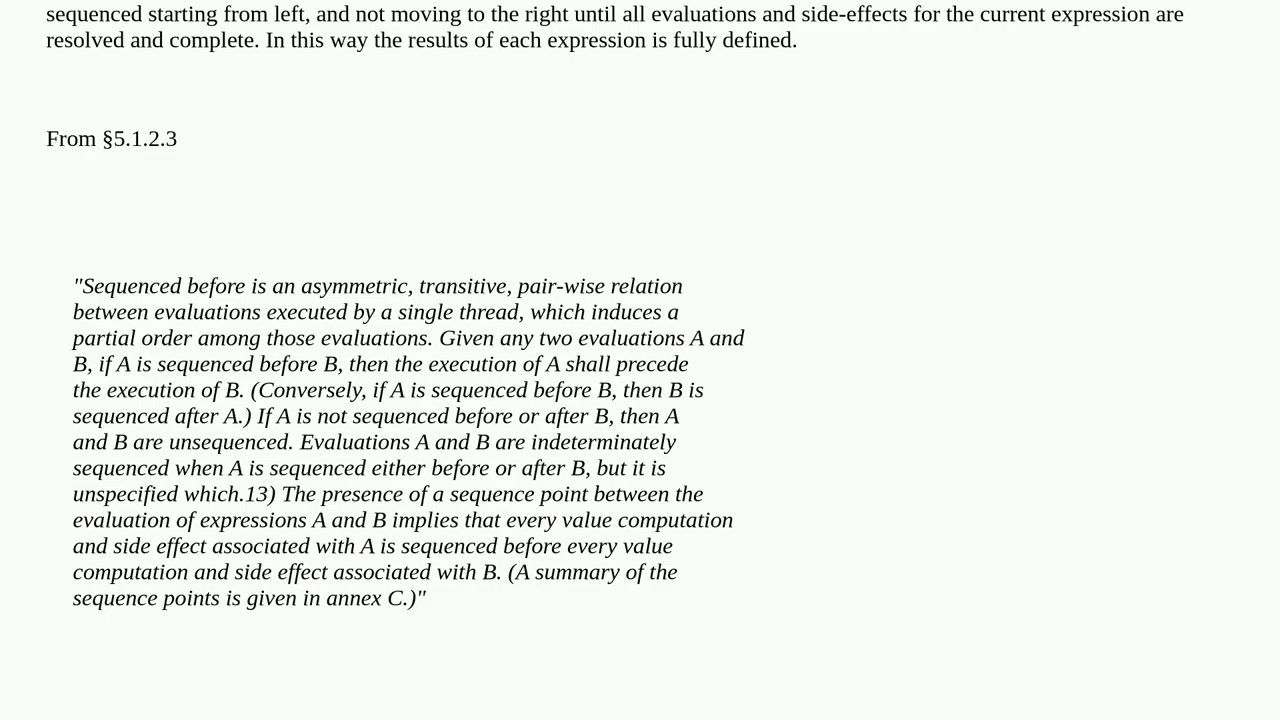 sequenced starting from left, and not moving to the right until all evaluations and side-effects for the current expression are
resolved and complete. In this way the results of each expression is fully defined.
From §5.1.2.3
"Sequenced before is an asymmetric, transitive, pair-wise relation
between evaluations executed by a single thread, which induces a
partial order among those evaluations. Given any two evaluations A and
B, if A is sequenced before B, then the execution of A shall precede
the execution of B. (Conversely, if A is sequenced before B, then B is
sequenced after A.) If A is not sequenced before or after B, then A
and B are unsequenced. Evaluations A and B are indeterminately
sequenced when A is sequenced either before or after B, but it is
unspecified which.13) The presence of a sequence point between the
evaluation of expressions A and B implies that every value computation
and side effect associated with A is sequenced before every value
computation and side effect associated with B. (A summary of the
sequence points is given in annex C.)"